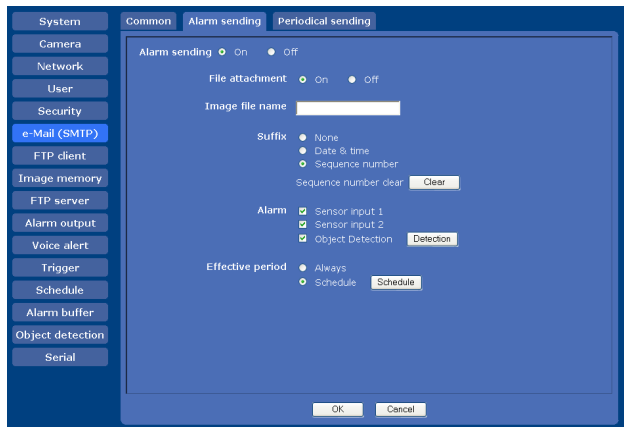 System
Camera
Network
User
Security
e-Mail (SMTP)
FTP client
Image memory
FTP server
Alarm output
Voice alert
Trigger
Schedule
Alarm buffer
Object detection
Serial
Common Alarm sending Periodical sending
Alarm sending On Off
File attachment On Off
Image file name
Suffix None
Date & time
Sequence number
Sequence number clear Clear
Alarm Sensor input 1
Sensor input 2
Object Detection Detection
Effective period Always
Schedule Schedule
OK Cancel